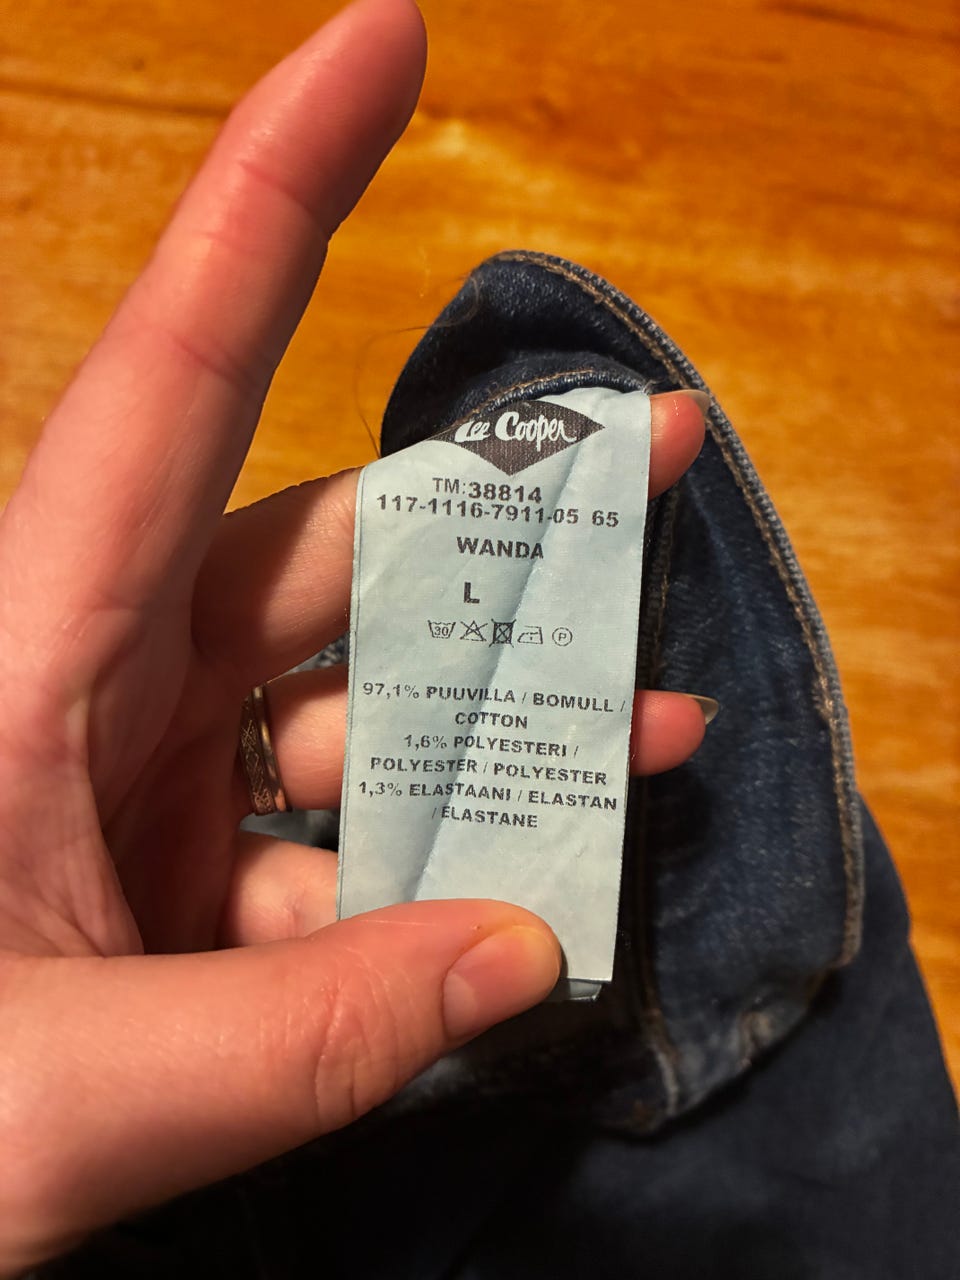 Lee Cooper
TM:38814
117-1116-7911-05 65
WANDA
L
30 P
97,1% PUUVILLA / BOMULL /
COTTON
1,6% POLYESTERI /
POLYESTER / POLYESTER
1,3% ELASTAANI / ELASTAN
/ ELASTANE